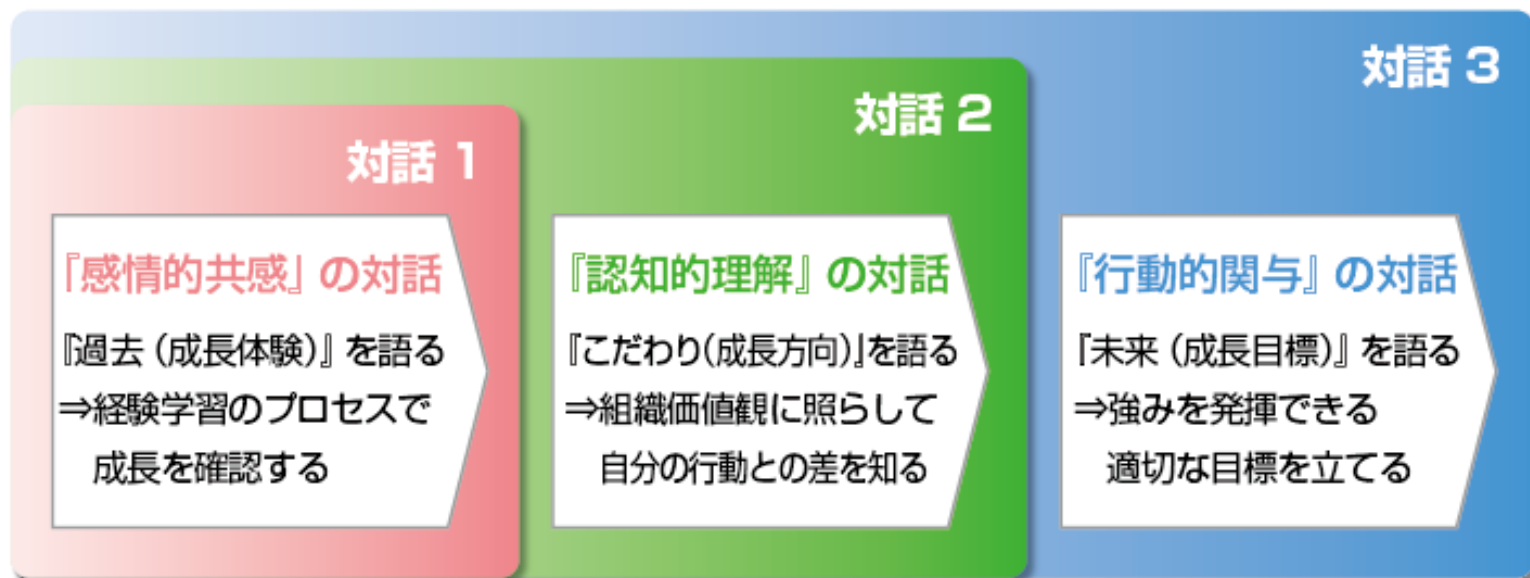 対話 1
『感情的共感』の対話
『過去（成長体験）』を語る
⇒経験学習のプロセスで
成長を確認する
対話 2
『認知的理解』の対話
『こだわり（成長方向）』を語る
⇒組織価値観に照らして
自分の行動との差を知る
対話 3
『行動的関与』の対話
『未来（成長目標）』を語る
⇒強みを発揮できる
適切な目標を立てる